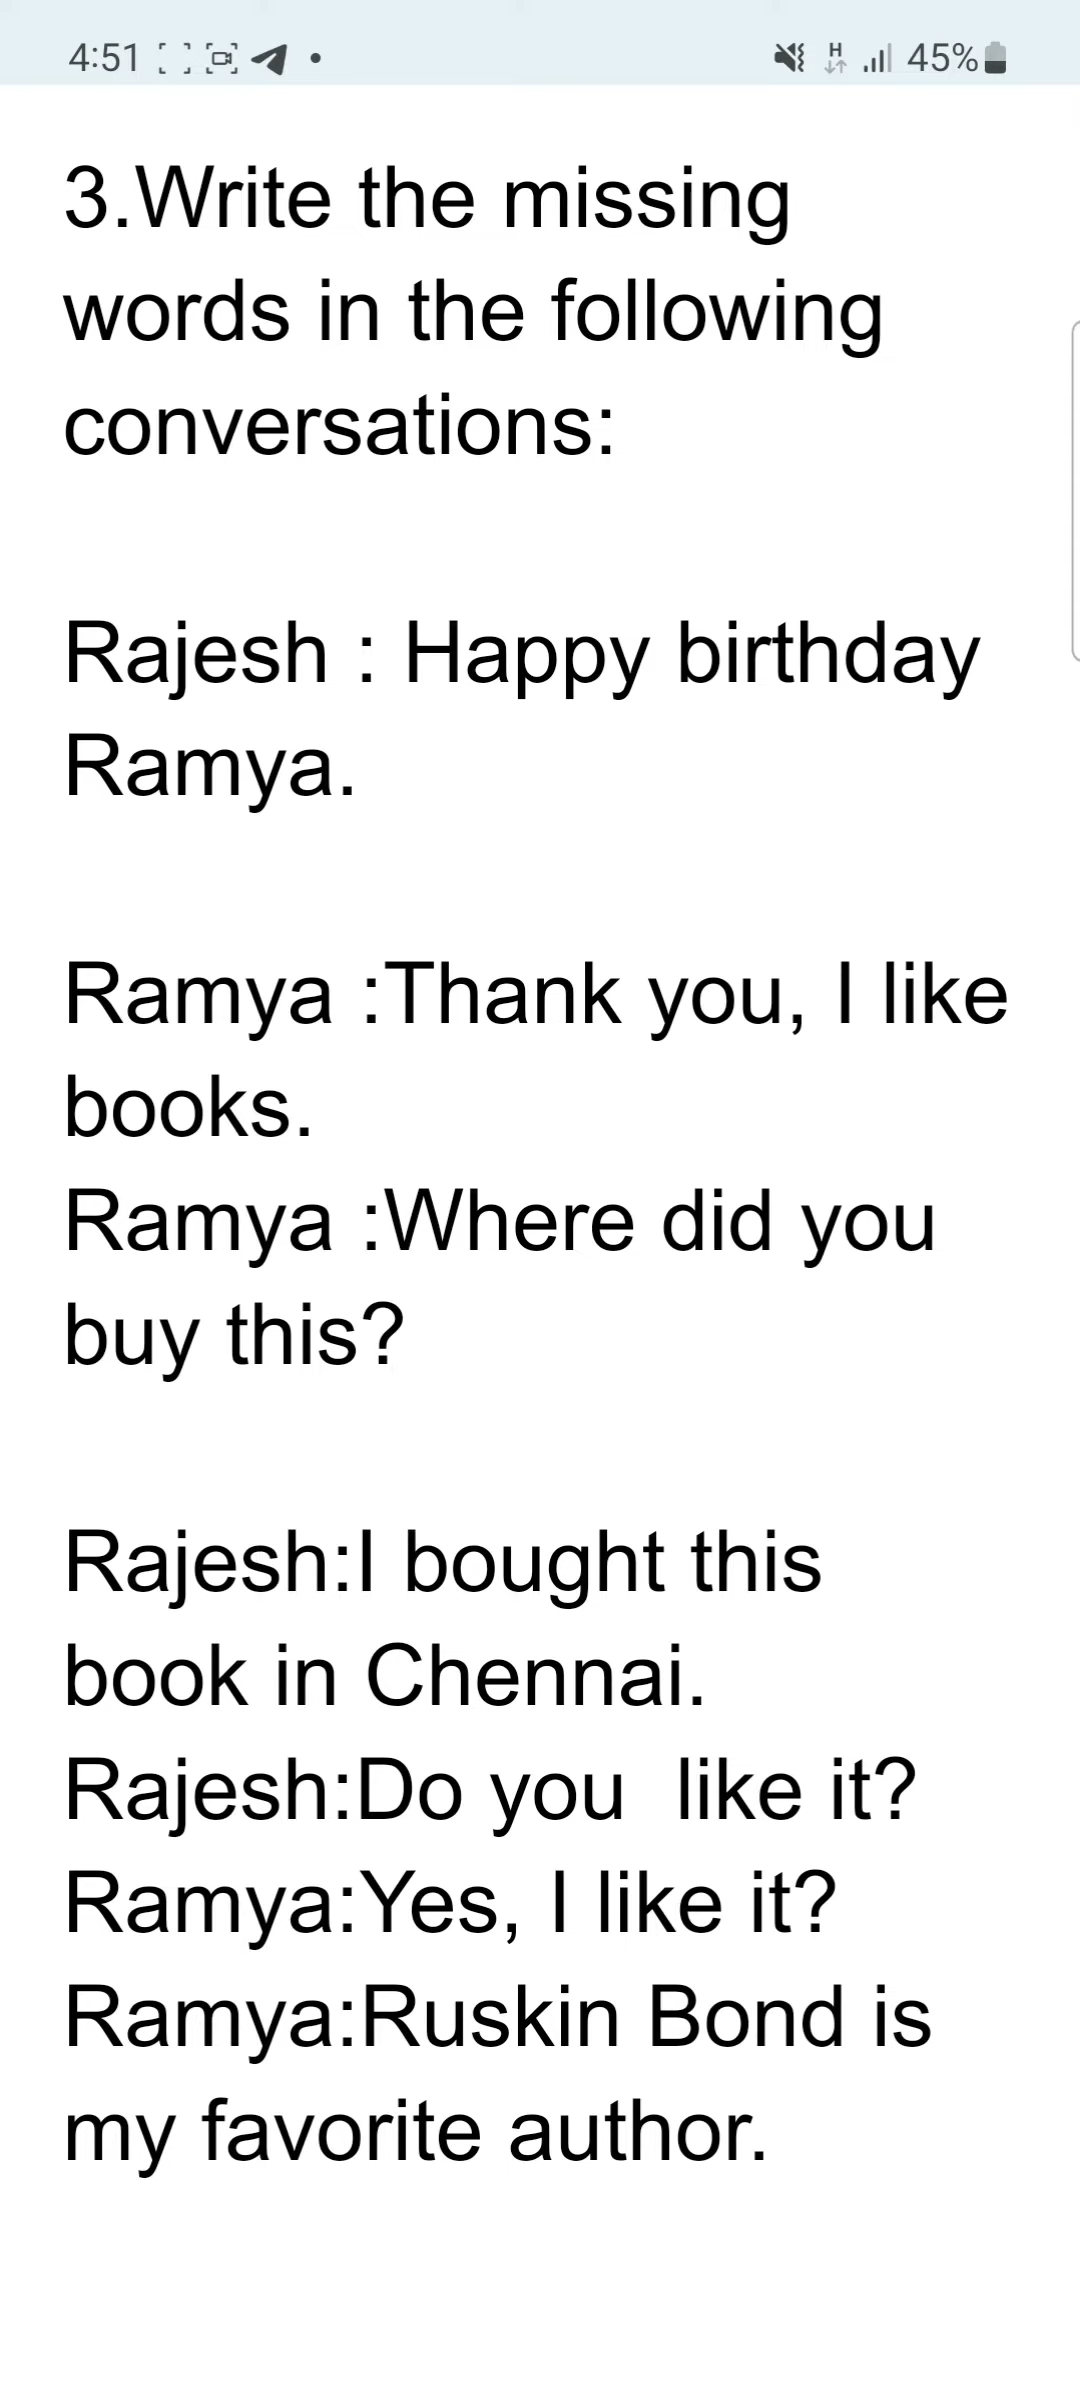 4:51
H 45%
3.Write the missing
words in the following
conversations:
Rajesh : Happy birthday
Ramya.
Ramya :Thank you, I like
books.
Ramya :Where did you
buy this?
Rajesh:I bought this
book in Chennai.
Rajesh:Do you  like it?
Ramya:Yes, I like it?
Ramya:Ruskin Bond is
my favorite author.